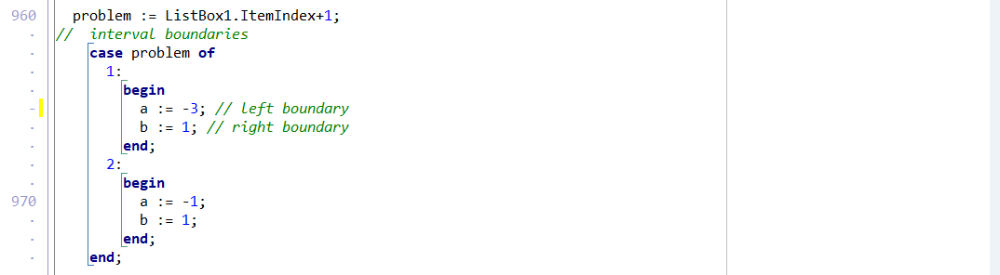 960 problem := ListBox1.ItemIndex+1;
// interval boundaries
case problem of
1:
begin
a := -3; // left boundary
b := 1; // right boundary
end;
2:
begin
970 a := -1;
b := 1;
end;
end;